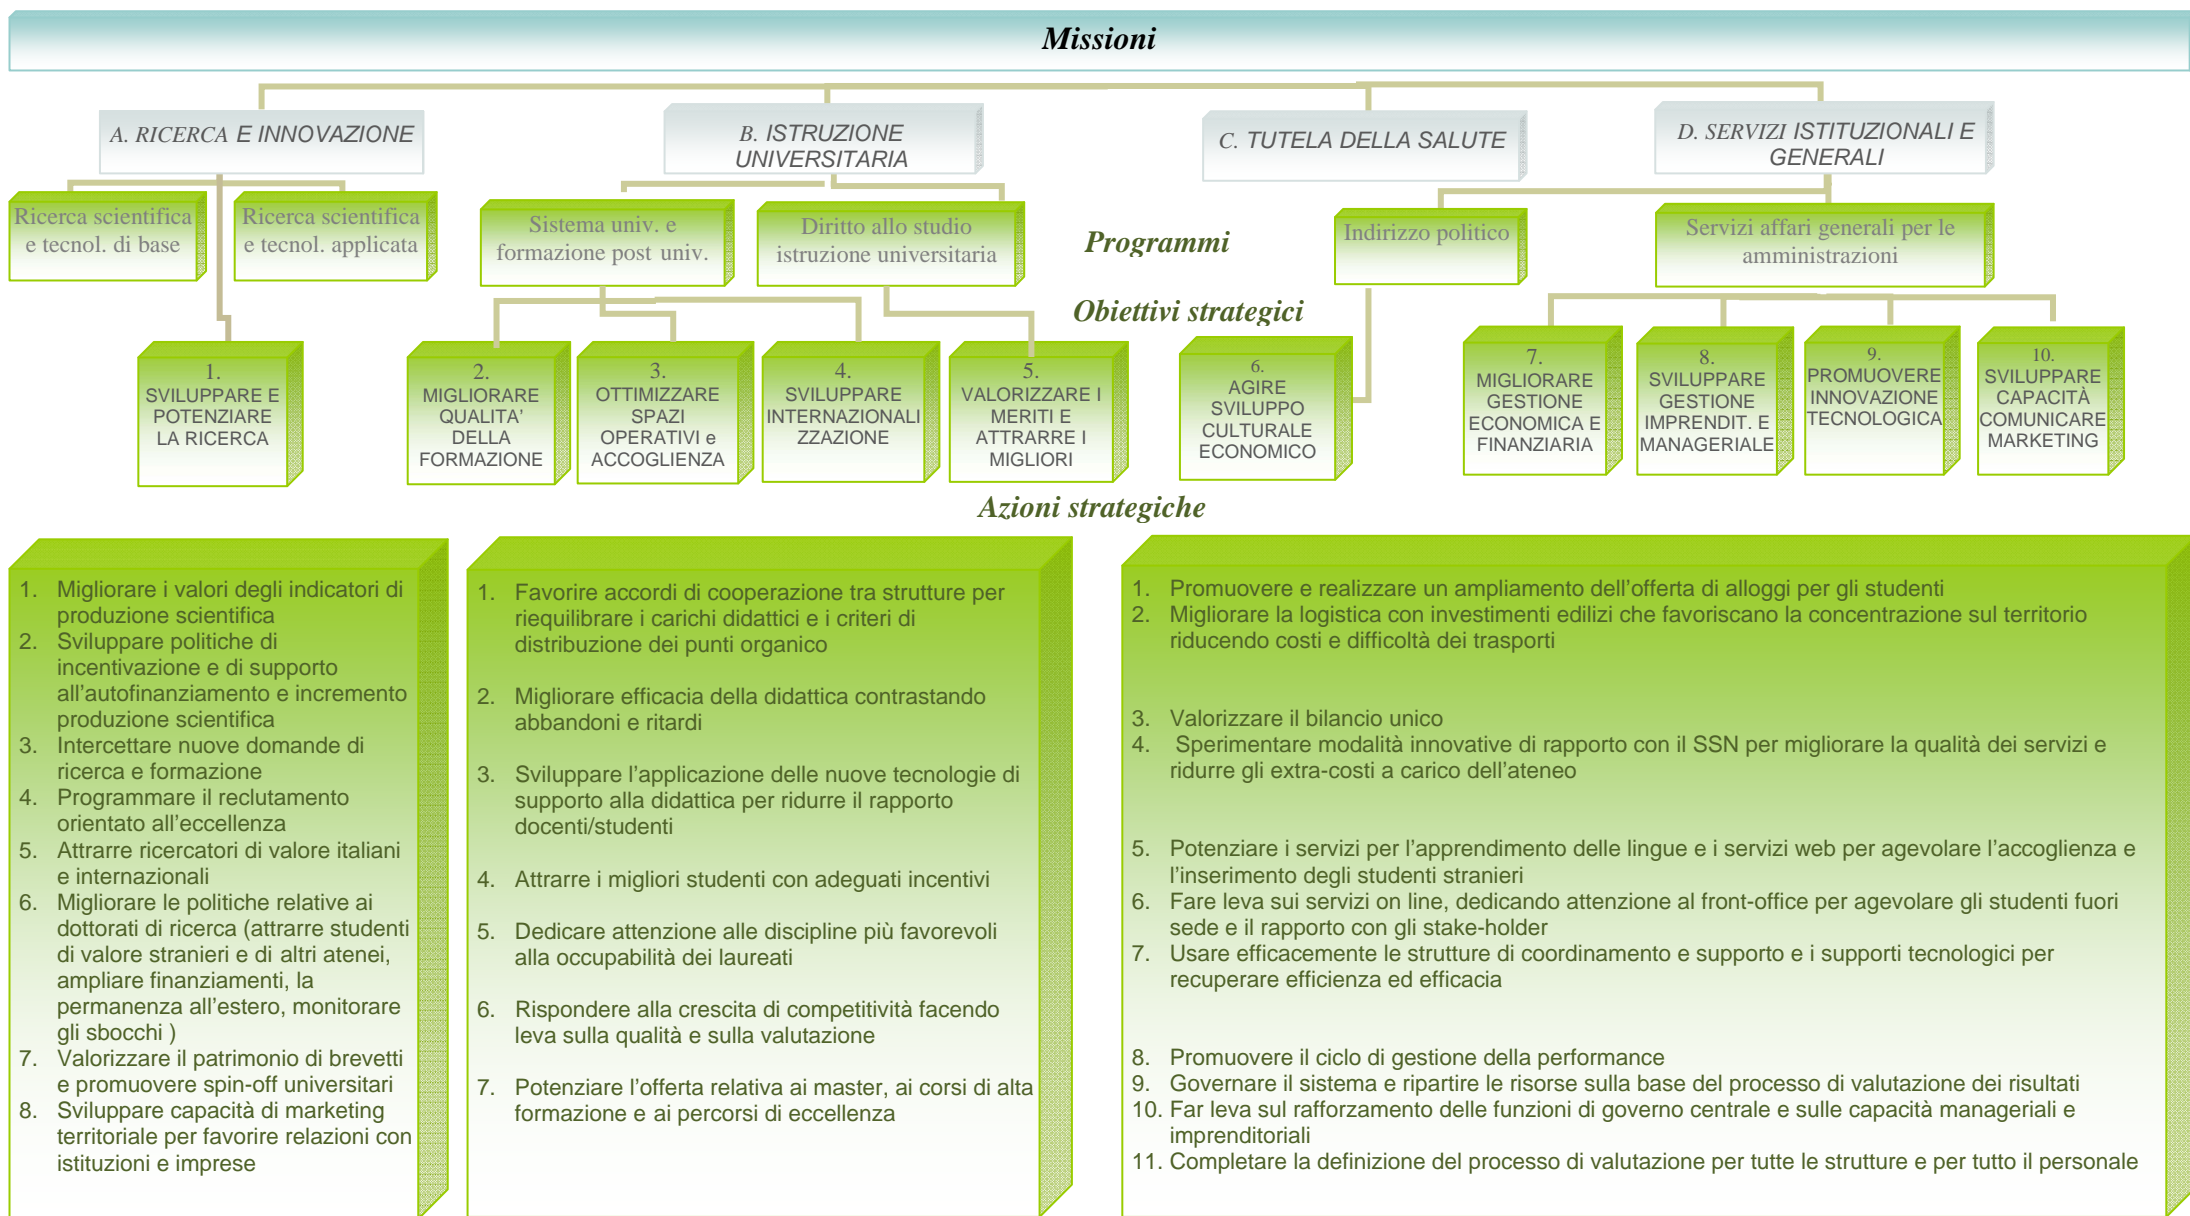 Missioni
A. RICERCA E INNOVAZIONE
B. ISTRUZIONE
UNIVERSITARIA
C. TUTELA DELLA SALUTE
D. SERVIZI ISTITUZIONALI E
GENERALI
Ricerca scientifica
e tecnol. di base
Ricerca scientifica
e tecnol. applicata
Sistema univ. e
formazione post univ.
Diritto allo studio
istruzione universitaria
Programmi
Indirizzo politico
Servizi affari generali per le
amministrazioni
Obiettivi strategici
1.
SVILUPPARE E
POTENZIARE
LA RICERCA
2.
MIGLIORARE
QUALITA'
DELLA
FORMAZIONE
3.
OTTIMIZZARE
SPAZI
OPERATIVI e
ACCOGLIENZA
4.
SVILUPPARE
INTERNAZIONALI
ZZAZIONE
5.
VALORIZZARE I
MERITI E
ATTRARRE I
MIGLIORI
6.
AGIRE
SVILUPPO
CULTURALE
ECONOMICO
7.
MIGLIORARE
GESTIONE
ECONOMICA E
FINANZIARIA
8.
SVILUPPARE
GESTIONE
IMPRENDIT. E
MANAGERIALE
9.
PROMUOVERE
INNOVAZIONE
TECNOLOGICA
10.
SVILUPPARE
CAPACITÀ
COMUNICARE
MARKETING
Azioni strategiche
1. Migliorare i valori degli indicatori di
produzione scientifica
2. Sviluppare politiche di
incentivazione e di supporto
all'autofinanziamento e incremento
produzione scientifica
3. Intercettare nuove domande di
ricerca e formazione
4. Programmare il reclutamento
orientato all'eccellenza
5. Attrarre ricercatori di valore italiani
e internazionali
6. Migliorare le politiche relative ai
dottorati di ricerca (attrarre studenti
di valore stranieri e di altri atenei,
ampliare finanziamenti, la
permanenza all'estero, monitorare
gli sbocchi )
7. Valorizzare il patrimonio di brevetti
e promuovere spin-off universitari
8. Sviluppare capacità di marketing
territoriale per favorire relazioni con
istituzioni e imprese
1. Favorire accordi di cooperazione tra strutture per
riequilibrare i carichi didattici e i criteri di
distribuzione dei punti organico
2. Migliorare efficacia della didattica contrastando
abbandoni e ritardi
3. Sviluppare l'applicazione delle nuove tecnologie di
supporto alla didattica per ridurre il rapporto
docenti/studenti
4. Attrarre i migliori studenti con adeguati incentivi
5. Dedicare attenzione alle discipline più favorevoli
alla occupabilità dei laureati
6. Rispondere alla crescita di competitività facendo
leva sulla qualità e sulla valutazione
7. Potenziare l'offerta relativa ai master, ai corsi di alta
formazione e ai percorsi di eccellenza
1. Promuovere e realizzare un ampliamento dell'offerta di alloggi per gli studenti
2. Migliorare la logistica con investimenti edilizi che favoriscano la concentrazione sul territorio
riducendo costi e difficoltà dei trasporti
3. Valorizzare il bilancio unico
4. Sperimentare modalità innovative di rapporto con il SSN per migliorare la qualità dei servizi e
ridurre gli extra-costi a carico dell'ateneo
5. Potenziare i servizi per l'apprendimento delle lingue e i servizi web per agevolare l'accoglienza e
l'inserimento degli studenti stranieri
6. Fare leva sui servizi on line, dedicando attenzione al front-office per agevolare gli studenti fuori
sede e il rapporto con gli stake-holder
7. Usare efficacemente le strutture di coordinamento e supporto e i supporti tecnologici per
recuperare efficienza ed efficacia
8. Promuovere il ciclo di gestione della performance
9. Governare il sistema e ripartire le risorse sulla base del processo di valutazione dei risultati
10. Far leva sul rafforzamento delle funzioni di governo centrale e sulle capacità manageriali e
imprenditoriali
11. Completare la definizione del processo di valutazione per tutte le strutture e per tutto il personale